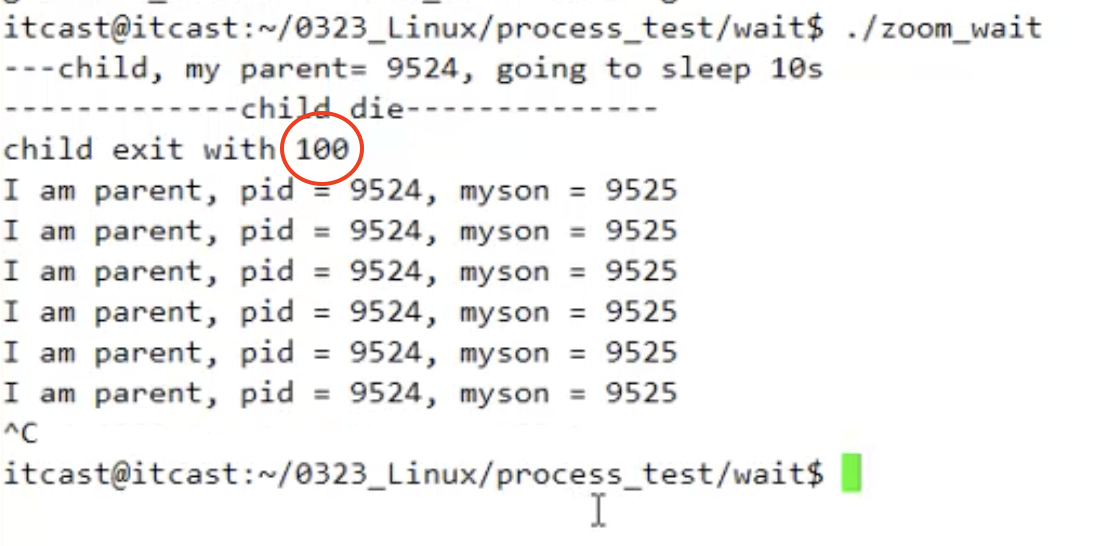 itcast@itcast:~/0323_Linux/process_test/wait$ ./zoom_wait
---child, my parent= 9524, going to sleep 10s
-------------child die--------------
child exit with 100
I am parent, pid = 9524, myson = 9525
I am parent, pid = 9524, myson = 9525
I am parent, pid = 9524, myson = 9525
I am parent, pid = 9524, myson = 9525
I am parent, pid = 9524, myson = 9525
I am parent, pid = 9524, myson = 9525
^C
itcast@itcast:~/0323_Linux/process_test/wait$